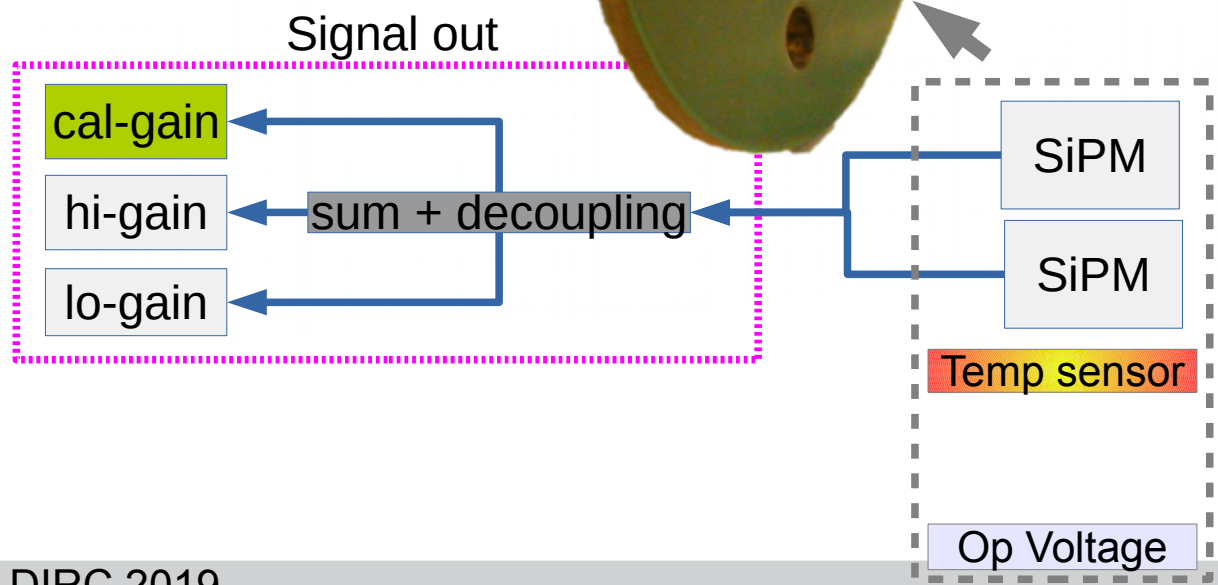 Signal out
cal-gain
hi-gain
lo-gain
sum + decoupling
SiPM
SiPM
Temp sensor
Op Voltage
DIRC 2019